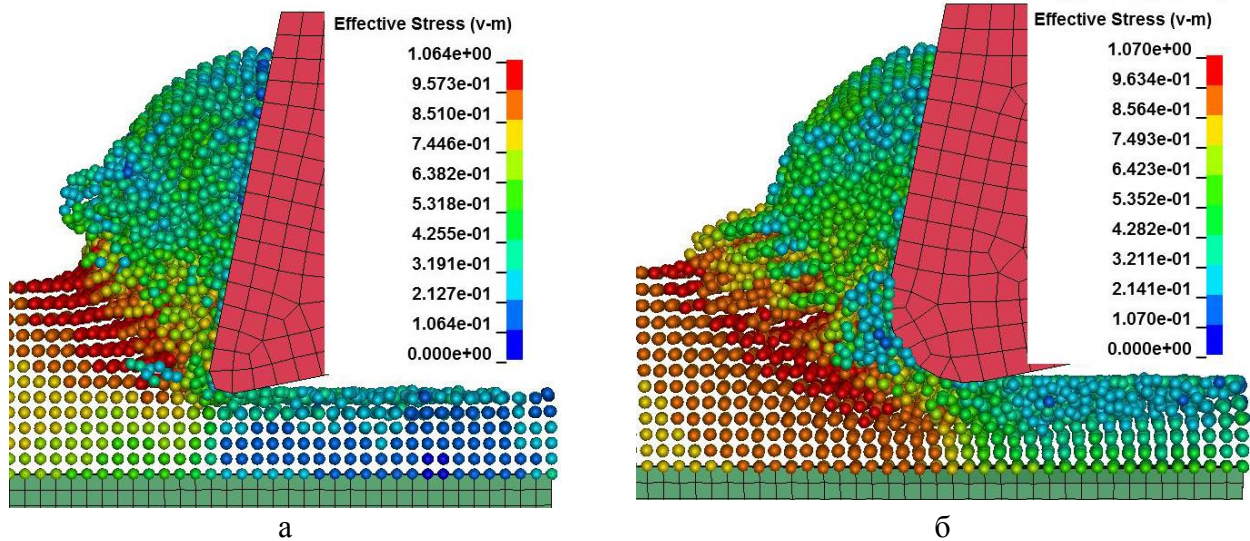 Effective Stress (v-m)
1.064e+00
9.573e-01
8.510e-01
7.446e-01
6.382e-01
5.318e-01
4.255e-01
3.191e-01
2.127e-01
1.064e-01
0.000e+00
а
Effective Stress (v-m)
1.070e+00
9.634e-01
8.564e-01
7.493e-01
6.423e-01
5.352e-01
4.282e-01
3.211e-01
2.141e-01
1.070e-01
0.000e+00
б